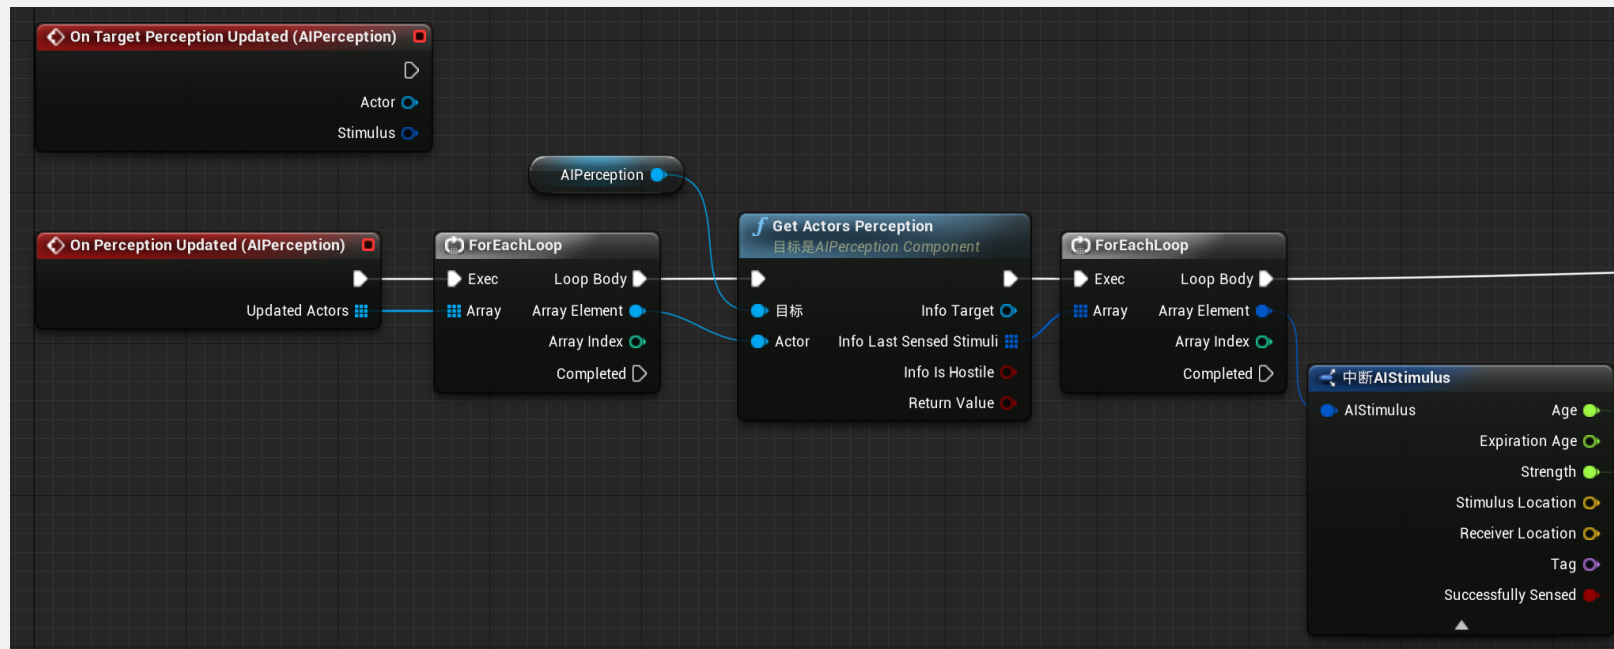 On Target Perception Updated (AIPerception)
Actor
Stimulus
AIPerception
On Perception Updated (AIPerception)
Updated Actors
ForEachLoop
Exec
Loop Body
Array
Array Element
Array Index
Completed
Get Actors Perception
目标是AIPerception Component
目标
Info Target
Actor
Info Last Sensed Stimuli
Info Is Hostile
Return Value
ForEachLoop
Exec
Loop Body
Array
Array Element
Array Index
Completed
中断AIStimulus
AIStimulus
Age
Expiration Age
Strength
Stimulus Location
Receiver Location
Tag
Successfully Sensed